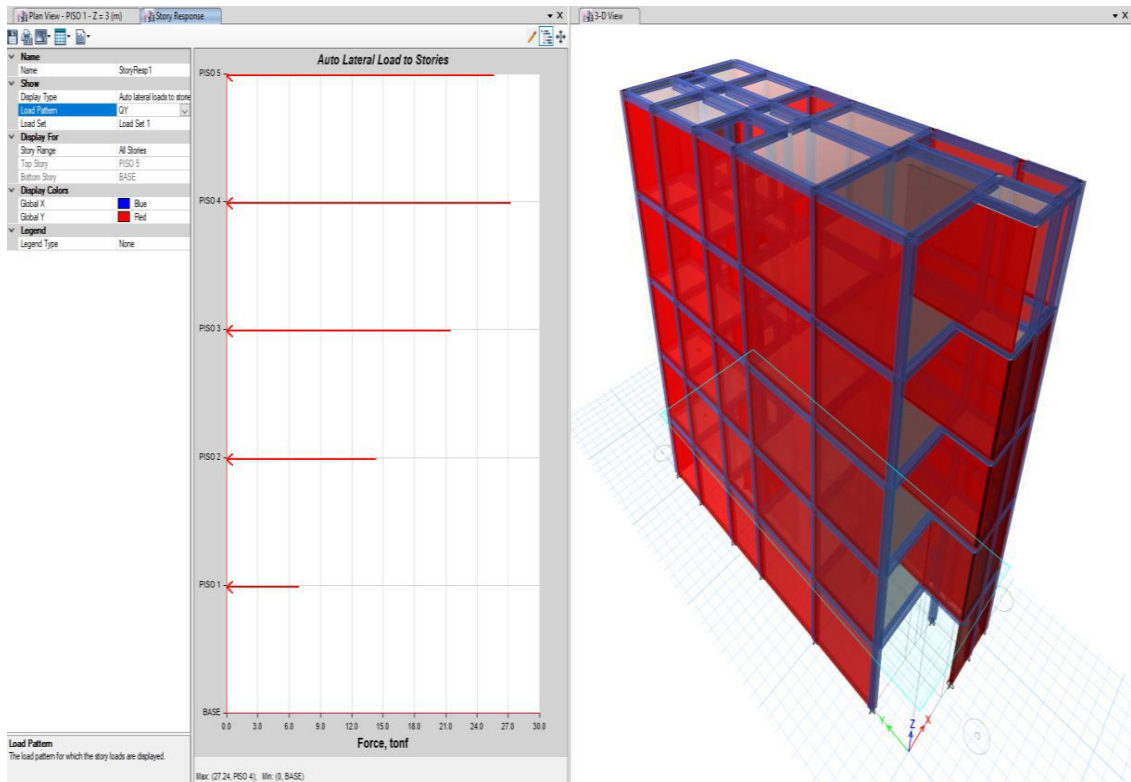 Plan View - PISO 1 - Z = 3 (m)
Story Response
3-D View
Name
Name StoryResp1
Show
Display Type Auto lateral loads to storie
Load Pattern QY
Load Set Load Set 1
Display For
Story Range All Stories
Top Story PISO 5
Bottom Story BASE
Display Colors
Global X Blue
Global Y Red
Legend
Legend Type None
Load Pattern
The load pattern for which the story loads are displayed.
Auto Lateral Load to Stories
PISO 5
PISO 4
PISO 3
PISO 2
PISO 1
BASE
0.0 3.0 6.0 9.0 12.0 15.0 18.0 21.0 24.0 27.0 30.0
Force, tonf
Max: (27.24, PISO 4); Min: (0, BASE)
Y Z X